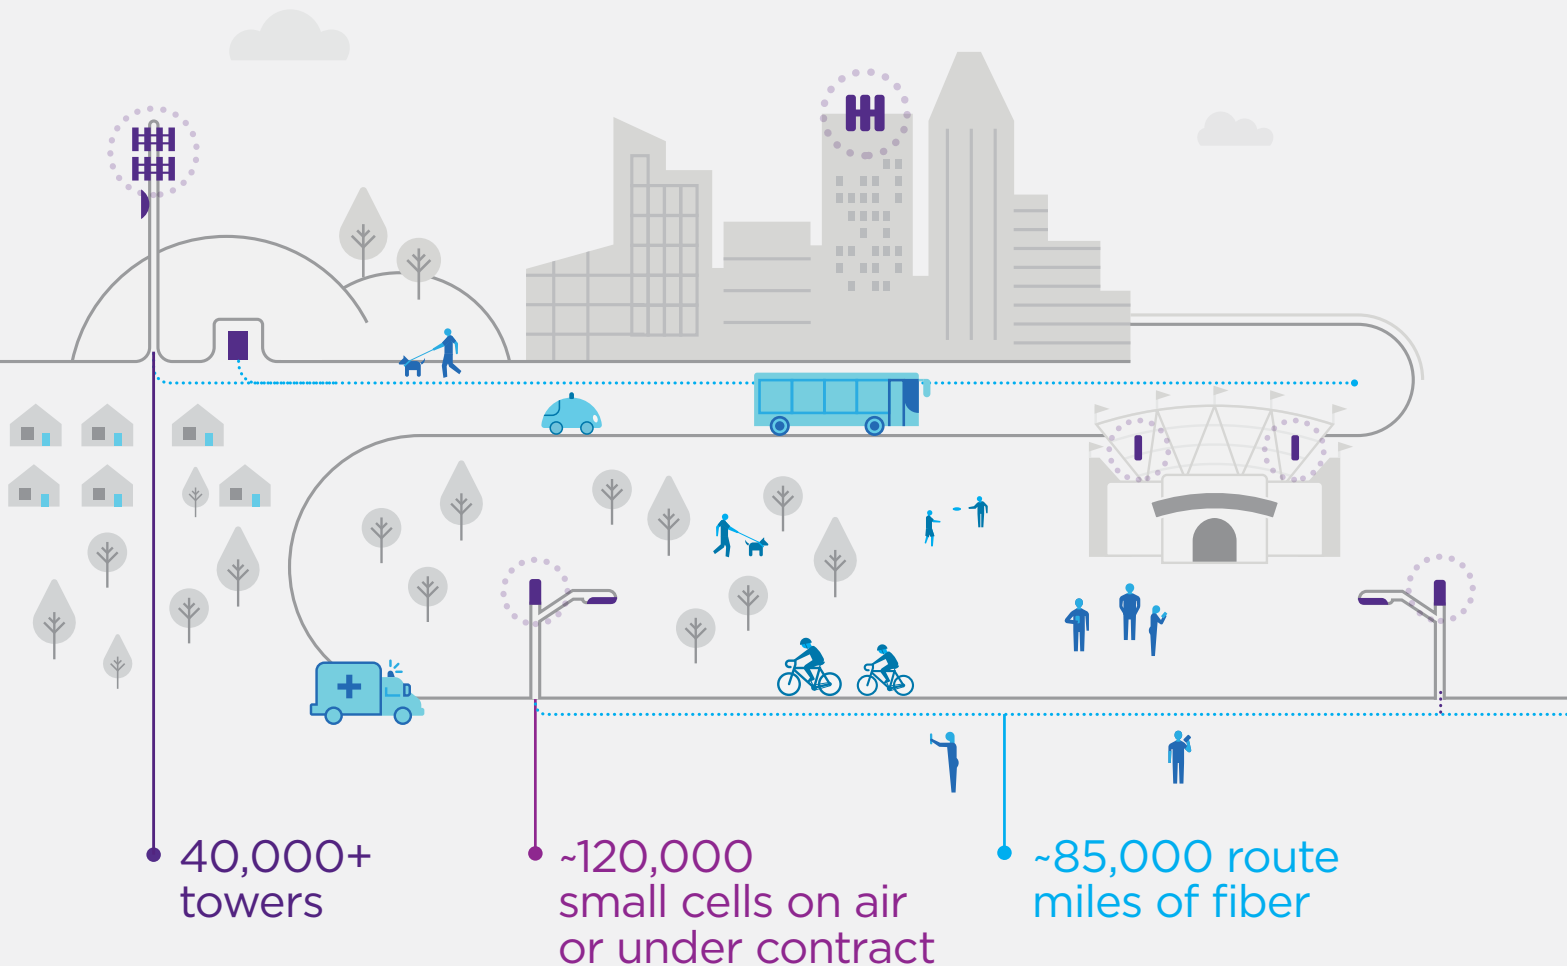 40,000+
towers
~120,000
small cells on air
or under contract
~85,000 route
miles of fiber